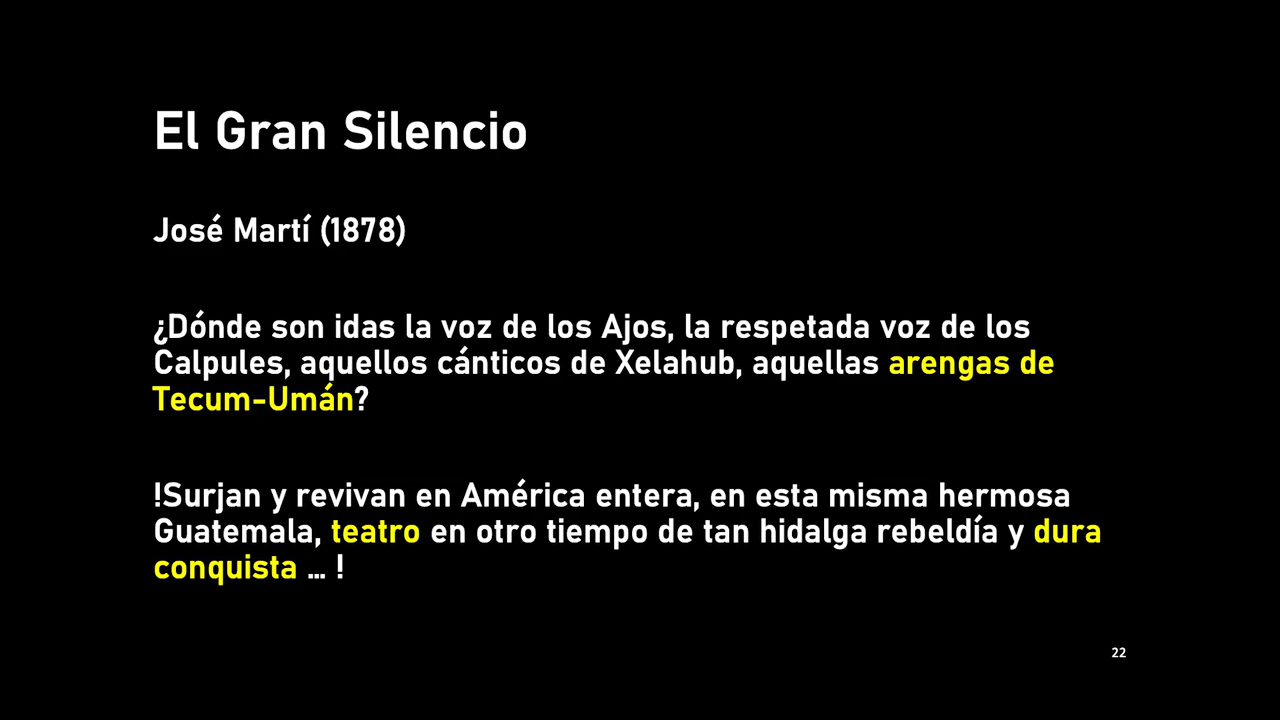 El Gran Silencio
José Martí (1878)
¿Dónde son idas la voz de los Ajos, la respetada voz de los
Calpules, aquellos cánticos de Xelahub, aquellas arengas de
Tecum-Umán?
!Surjan y revivan en América entera, en esta misma hermosa
Guatemala, teatro en otro tiempo de tan hidalga rebeldía y dura
conquista ... !
22